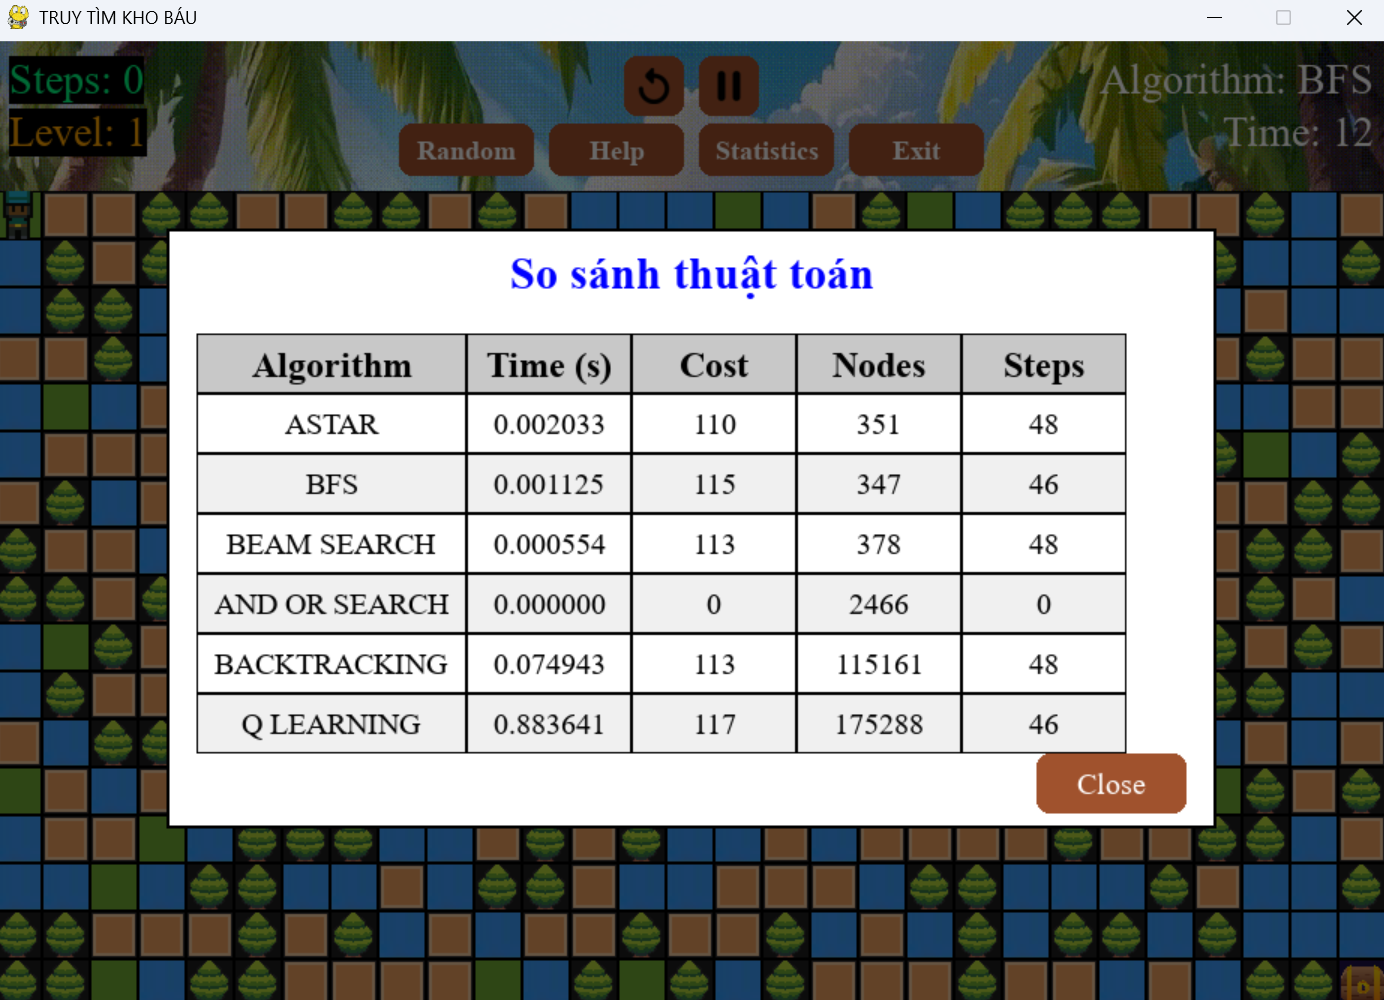 TRUY TÌM KHO BÁU
Steps: 0
Level: 1
Algorithm: BFS
Time: 12
Random Help Statistics Exit
So sánh thuật toán
Algorithm Time (s) Cost Nodes Steps
ASTAR 0.002033 110 351 48
BFS 0.001125 115 347 46
BEAM SEARCH 0.000554 113 378 48
AND OR SEARCH 0.000000 0 2466 0
BACKTRACKING 0.074943 113 115161 48
Q LEARNING 0.883641 117 175288 46
Close